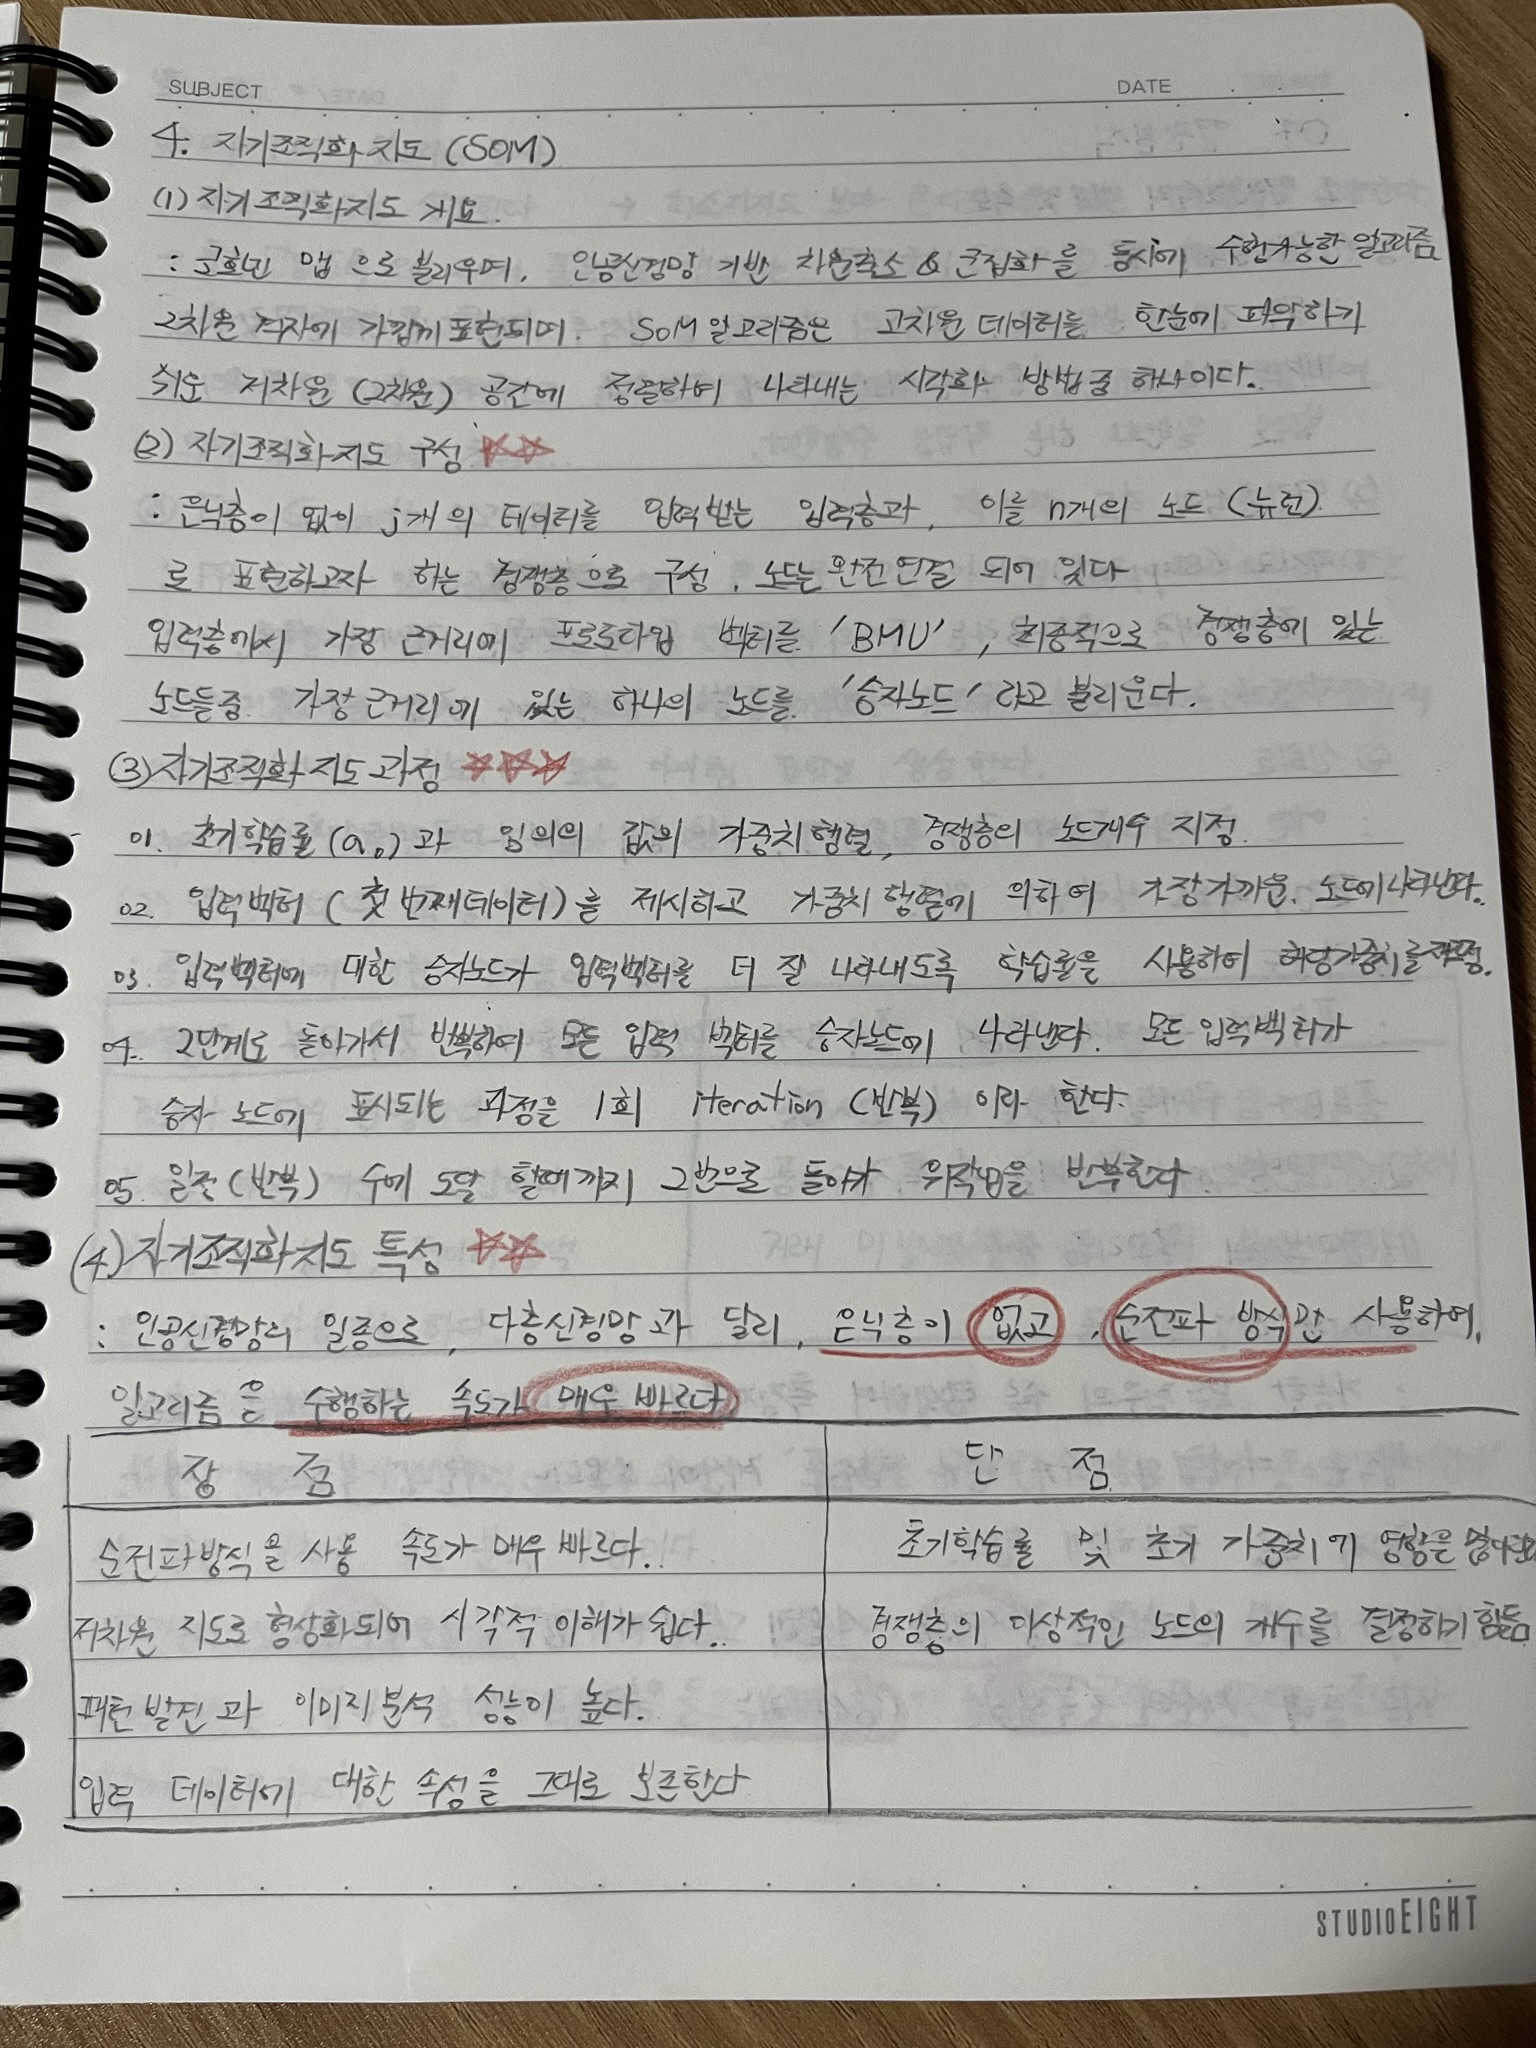 SUBJECT
DATE
4. 자기조직화 지도 (SOM)
(1) 자기조직화지도 개요.
: 코호넨 맵 으로 불리우며, 인공신경망 기반 차원축소 & 군집화를 동시에 수행가능한 알고리즘
2차원 격자에 가깝게 표현되며. SOM알고리즘은 고차원 데이터를 한눈에 파악하기
쉬운 저차원 (2차원) 공간에 정렬하여 나타내는 시각화 방법중 하나이다.
(2) 자기조직화지도 구성 ☆☆
: 은닉층이 없이 j개의 데이터를 입력받는 입력층과, 이를 n개의 노드 (뉴런)
로 표현하고자 하는 경쟁층으로 구성, 노드는 완전연결 되어 있다
입력층에서 가장 근거리에 프로토타입 벡터를 'BMU', 최종적으로 경쟁층에 있는
노드들중 가장근거리에 있는 하나의 노드를 '승자노드' 라고 불리운다.
(3) 자기조직화지도 과정 ☆☆☆
01. 초기학습률(α₀)과 임의의 값의 가중치행렬, 경쟁층의 노드개수 지정.
02. 입력벡터 (첫 번째 데이터)를 제시하고 가중치행렬에 의하여 가장가까운 노드에나타낸다.
03. 입력벡터에 대한 승자노드가 입력벡터를 더 잘 나타내도록 학습률을 사용하여 해당가중치를
04. 2단계로 돌아가서 반복하여 모든 입력 벡터를 승자노드에 나타낸다. 모든 입력벡터가
승자 노드에 표시되는 과정을 1회 iteration (반복) 이라 한다.
05. 일전(반복) 수에 도달 할때까지 2번으로 돌아가 위작업을 반복한다.
(4) 자기조직화지도 특성 ☆☆
: 인공신경망의 일종으로, 다층신경망과 달리, 은닉층이 없고, 순전파 방식만 사용하여,
알고리즘을 수행하는 속도가 매우 빠르다
장 점
단 점
순전파방식을 사용 속도가 매우 빠르다.
초기학습률 및 초기 가중치에 영향을 많이
저차원 지도로 형상화되어 시각적 이해가 쉽다.
경쟁층의 이상적인 노드의 개수를 결정하기 힘듦
패턴발견과 이미지분석 성능이 높다.
입력 데이터에 대한 속성을 그대로 보존한다
STUDIO EIGHT